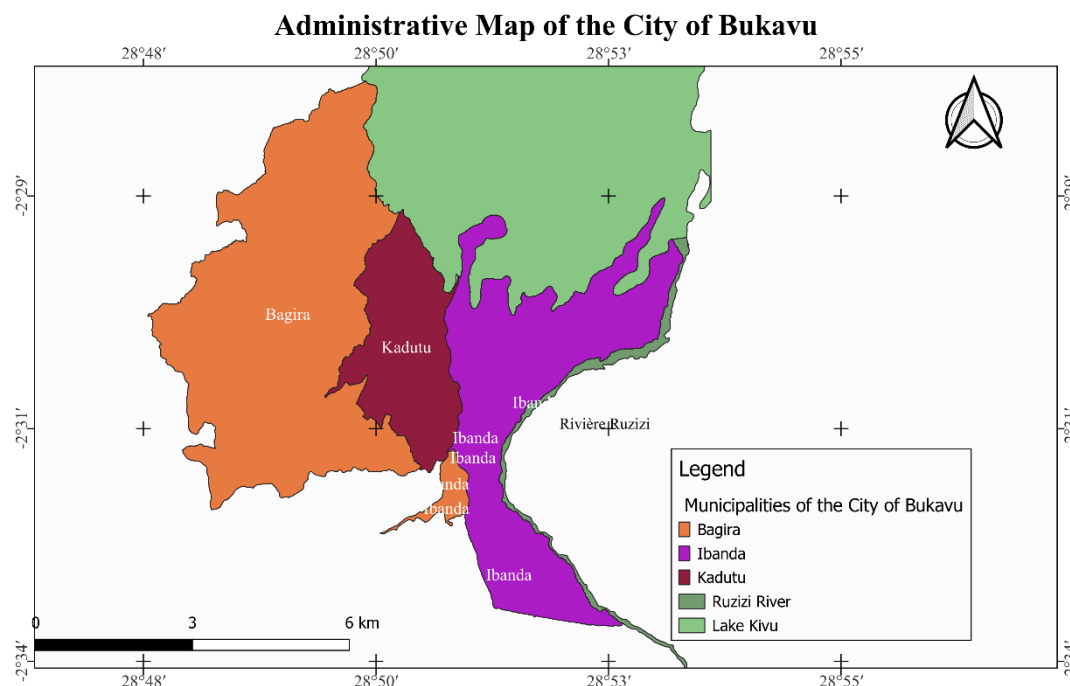 Administrative Map of the City of Bukavu
28°48' 28°50' 28°53' 28°55'
-2°29' -2°29'
Bagira
Kadutu
Ibanda
Rivière Ruzizi
-2°31' -2°31'
Ibanda
Ibanda
Ibanda
Ibanda
Ibanda
Legend
Municipalities of the City of Bukavu
Bagira
Ibanda
Kadutu
Ruzizi River
Lake Kivu
0 3 6 km
-2°34' -2°34'
28°48' 28°50' 28°53' 28°55'